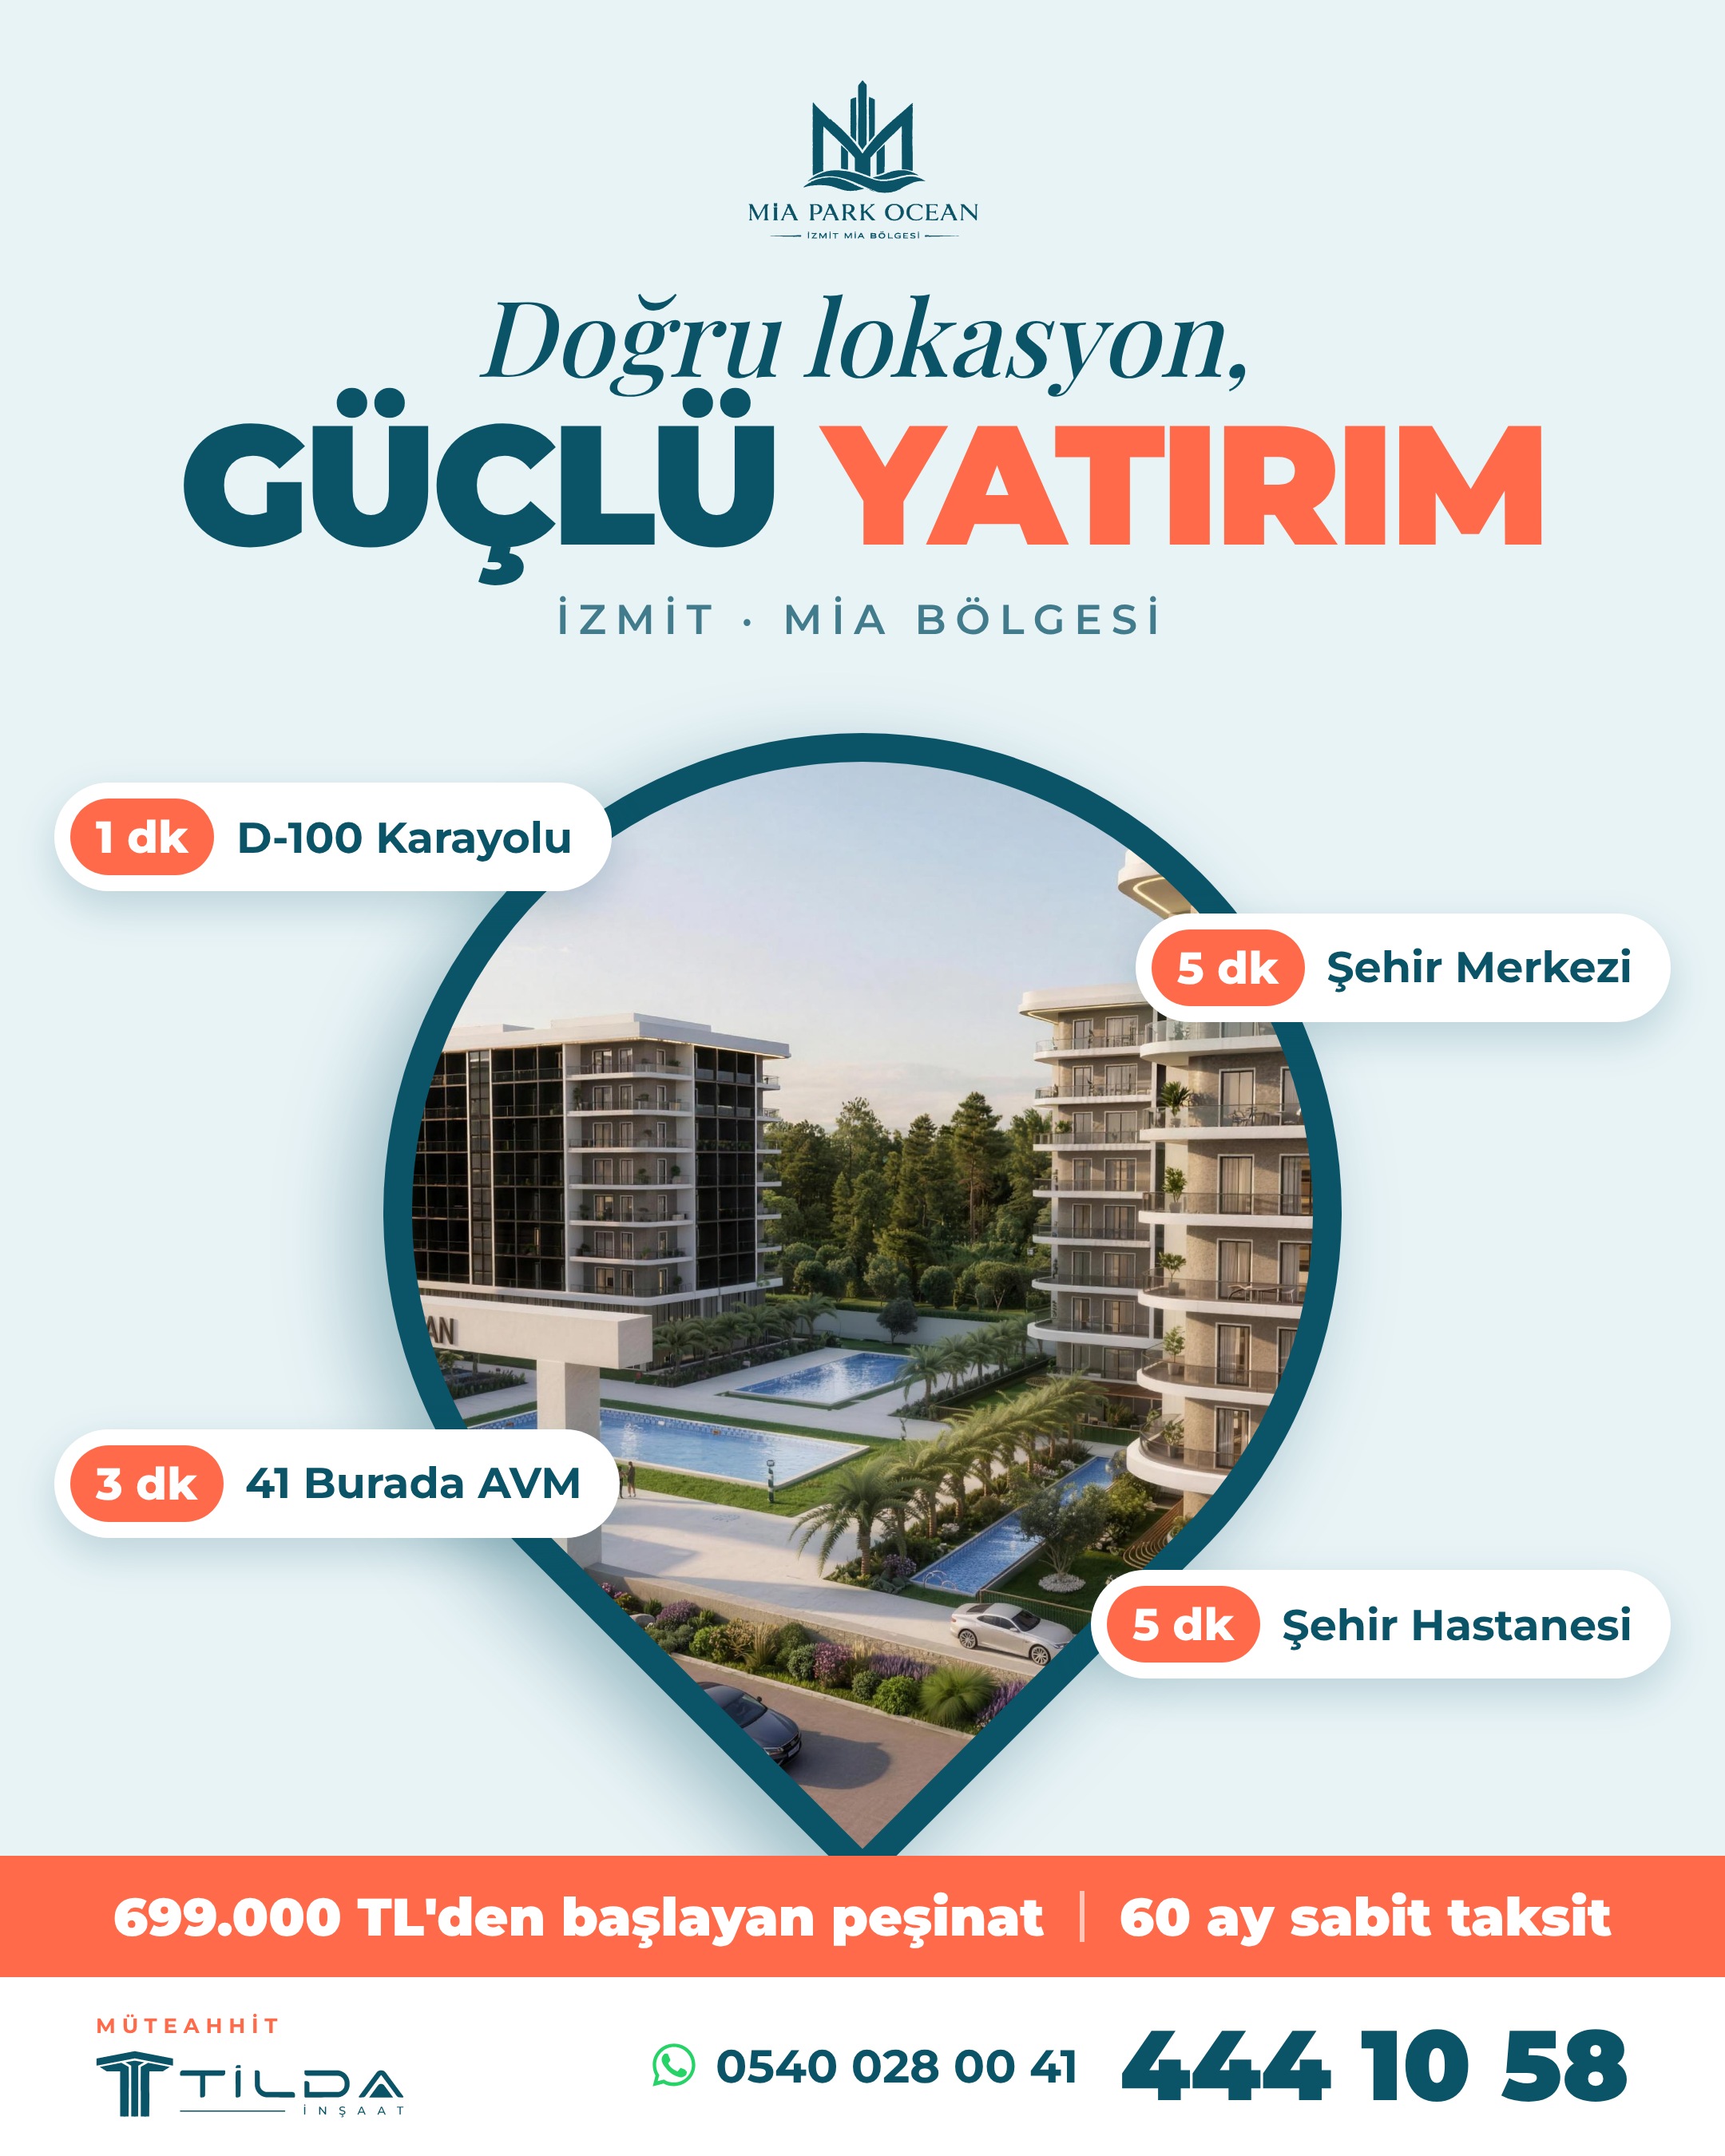 MiA PARK OCEAN
İZMİT MİA BÖLGESİ
Doğru lokasyon,
GÜÇLÜ YATIRIM
İZMİT · MİA BÖLGESİ
1 dk D-100 Karayolu
5 dk Şehir Merkezi
AN
3 dk 41 Burada AVM
5 dk Şehir Hastanesi
699.000 TL'den başlayan peşinat | 60 ay sabit taksit
MÜTEAHHİT
TİLDA
İNŞAAT
0540 028 00 41
444 10 58